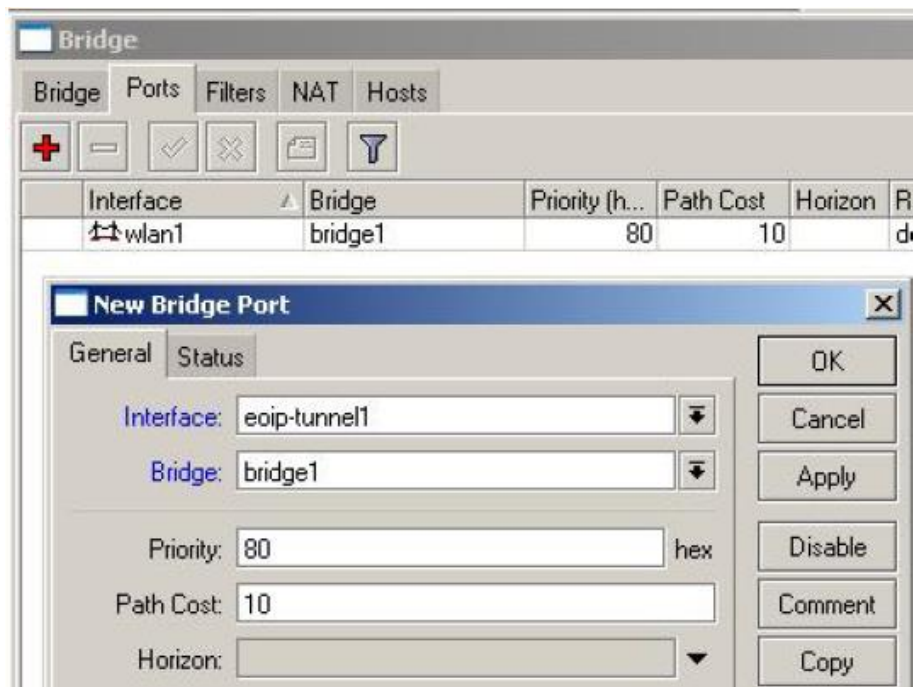 Bridge
Bridge Ports Filters NAT Hosts
Interface Bridge Priority (h... Path Cost Horizon R
wlan1 bridge1 80 10
New Bridge Port
General Status
OK
Interface: eoip-tunnel1
Cancel
Bridge: bridge1
Apply
Priority: 80 hex
Disable
Path Cost: 10
Comment
Horizon:
Copy